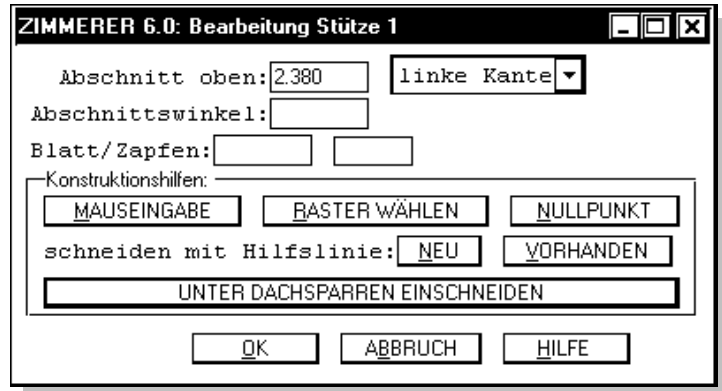 ZIMMERER 6.0: Bearbeitung Stütze 1
Abschnitt oben: 2.380 linke Kante
Abschnittswinkel:
Blatt/Zapfen:
Konstruktionshilfen:
MAUSEINGABE RASTER WÄHLEN NULLPUNKT
schneiden mit Hilfslinie: NEU VORHANDEN
UNTER DACHSPARREN EINSCHNEIDEN
OK ABBRUCH HILFE